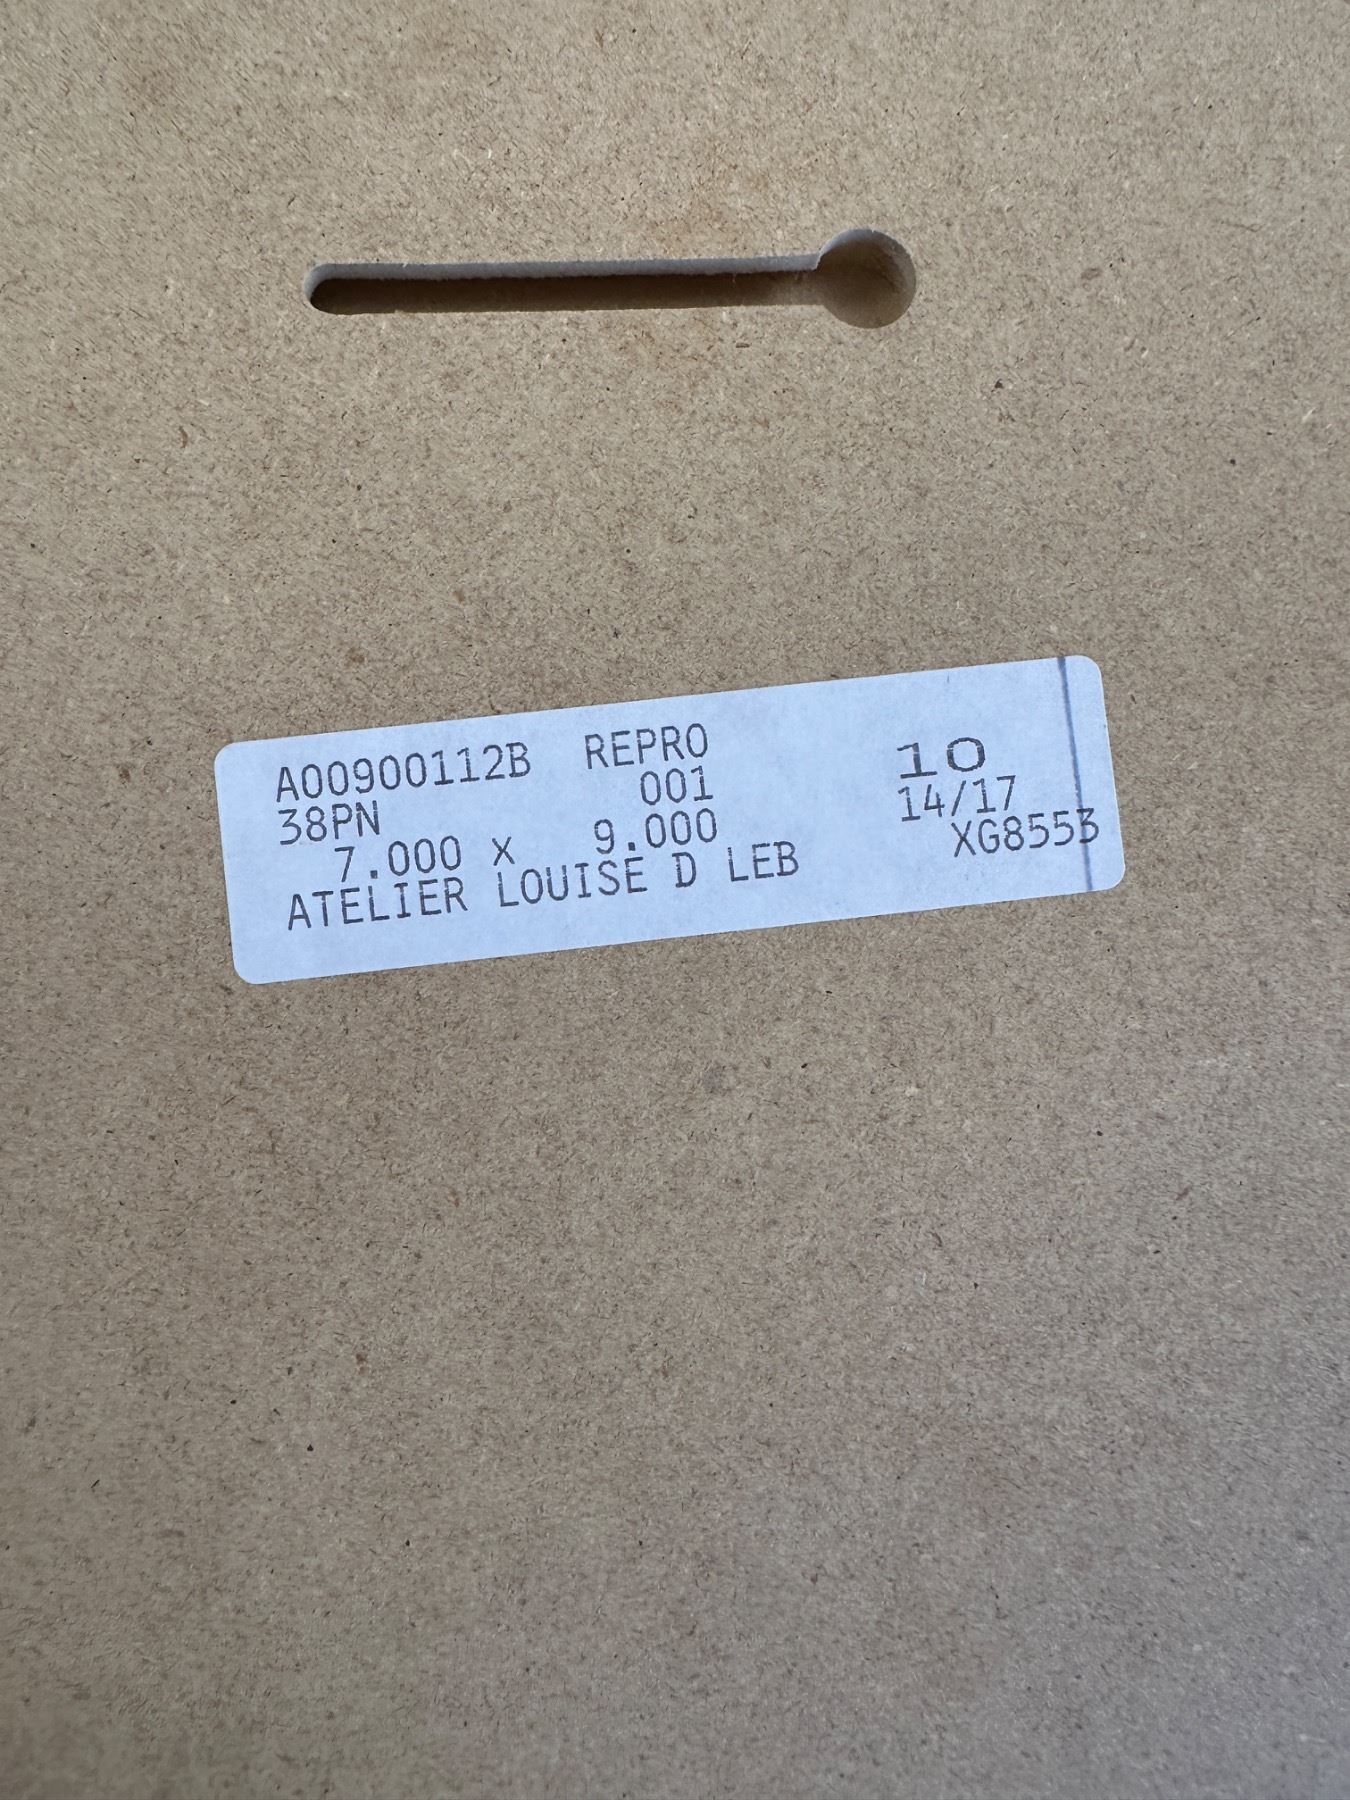 A00900112B REPRO 10
38PN 001 14/17
7.000 x 9.000 XG8553
ATELIER LOUISE D LEB